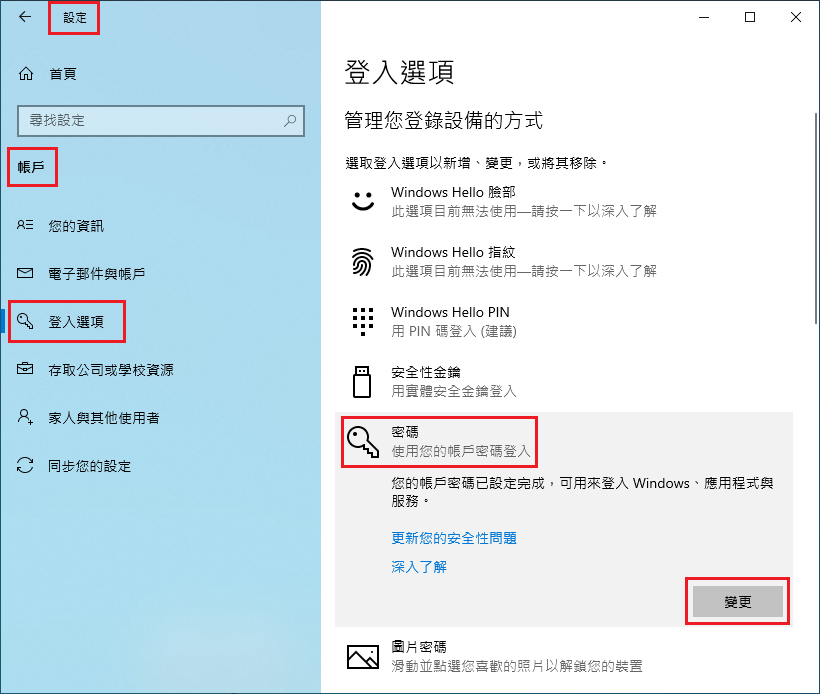 設定
首頁
尋找設定
帳戶
您的資訊
電子郵件與帳戶
登入選項
存取公司或學校資源
家人與其他使用者
同步您的設定
登入選項
管理您登錄設備的方式
選取登入選項以新增、變更，或將其移除。
Windows Hello 臉部
此選項目前無法使用—請按一下以深入了解
Windows Hello 指紋
此選項目前無法使用—請按一下以深入了解
Windows Hello PIN
用 PIN 碼登入 (建議)
安全性金鑰
用實體安全金鑰登入
密碼
使用您的帳戶密碼登入
您的帳戶密碼已設定完成，可用來登入 Windows、應用程式與
服務。
更新您的安全性問題
深入了解
變更
圖片密碼
滑動並點選您喜歡的照片以解鎖您的裝置